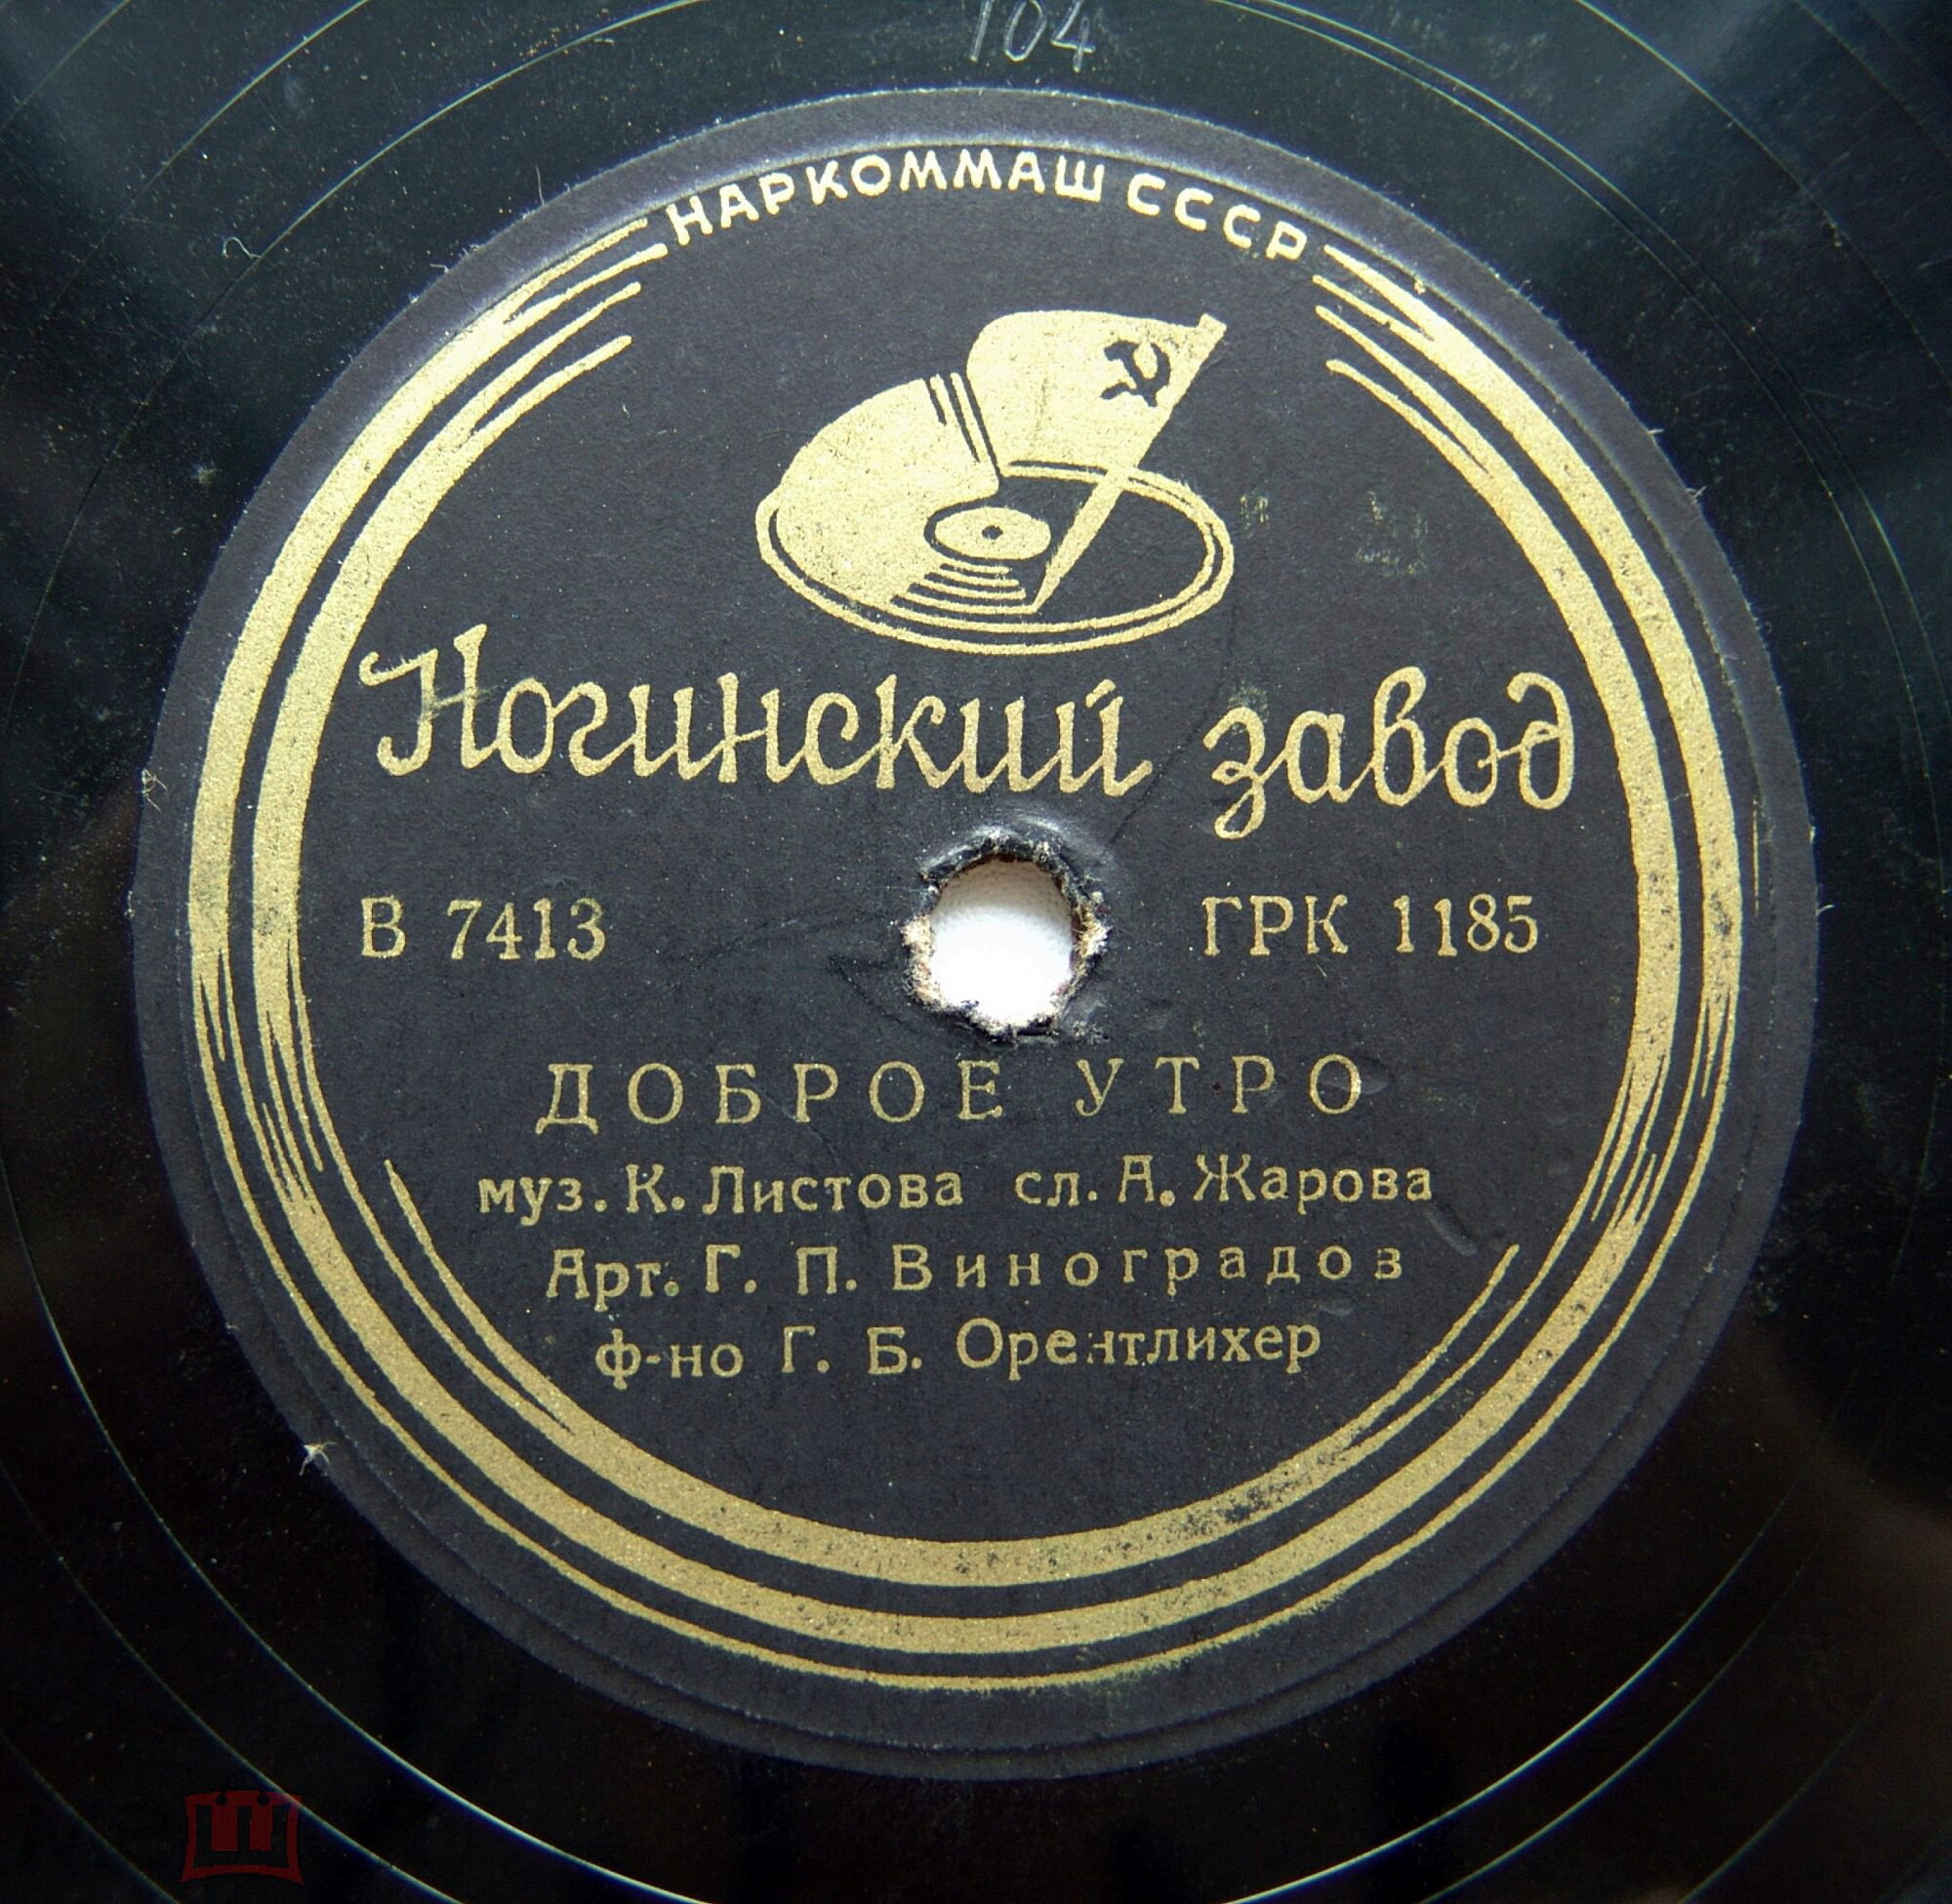 104
НАРКОММАШ СССР
Ногинский завод
В 7413 ГРК 1185
ДОБРОЕ УТРО
муз. К. Листова сл. А. Жарова
Арт. Г. П. Виноградов
ф-но Г. Б. Орентлихер